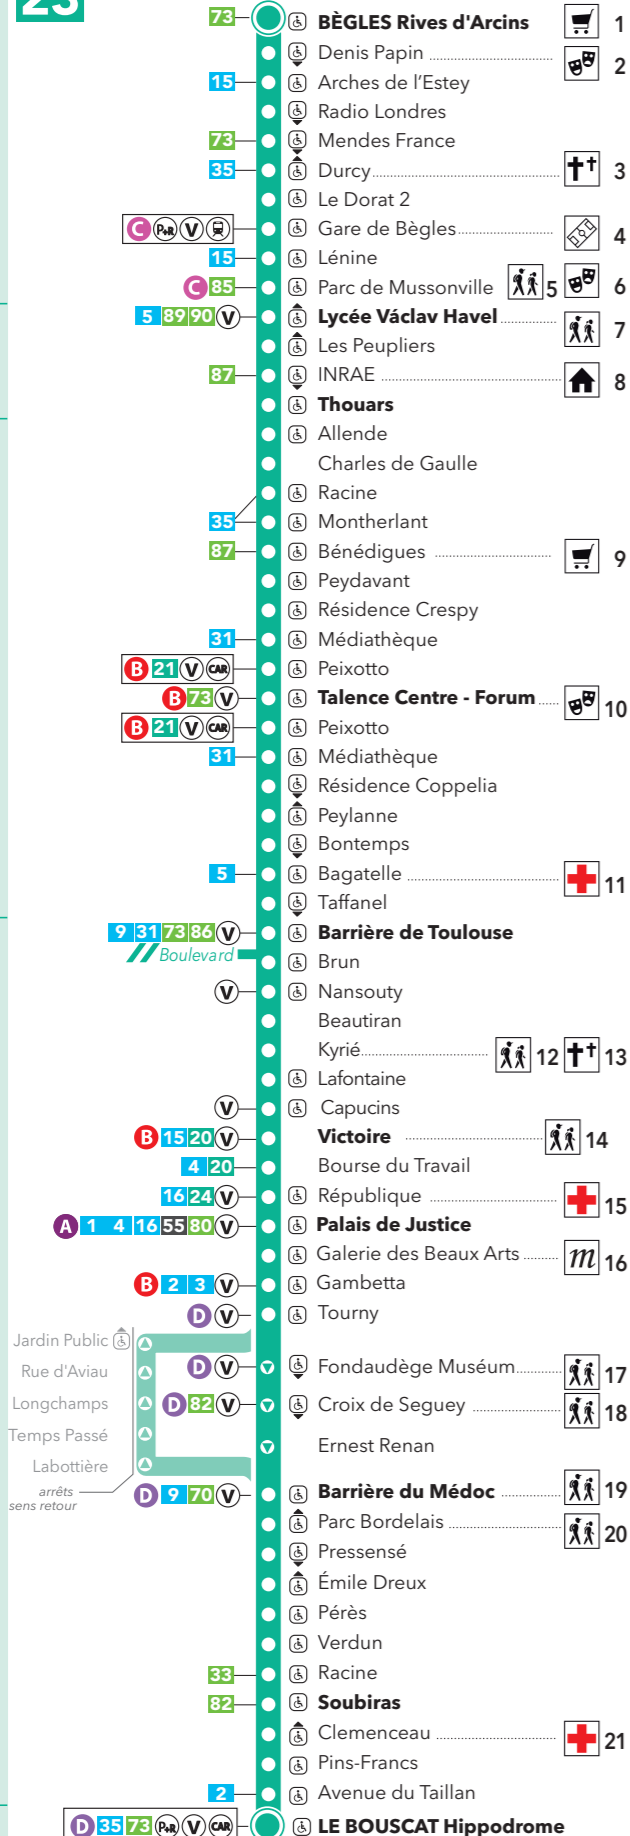 23
73 BÈGLES Rives d'Arcins 1
Denis Papin 2
15 Arches de l'Estey
Radio Londres
73 Mendes France
35 Durcy 3
Le Dorat 2
C P+R V Gare de Bègles 4
15 Lénine
C 85 Parc de Mussonville 5 6
5 89 90 V Lycée Václav Havel 7
Les Peupliers
87 INRAE 8
Thouars
Allende
Charles de Gaulle
Racine
35 Montherlant
87 Bénédigues 9
Peydavant
Résidence Crespy
31 Médiathèque
B 21 V CAR Peixotto
B 73 V Talence Centre - Forum 10
B 21 V CAR Peixotto
31 Médiathèque
Résidence Coppelia
Peylanne
Bontemps
5 Bagatelle 11
Taffanel
9 31 73 86 V Barrière de Toulouse
Boulevard Brun
V Nansouty
Beautiran
Kyrié 12 13
Lafontaine
V Capucins
B 15 20 V Victoire 14
4 20 Bourse du Travail
16 24 V République 15
A 1 4 16 55 80 V Palais de Justice
Galerie des Beaux Arts m 16
B 2 3 V Gambetta
D V Tourny
Jardin Public
Rue d'Aviau
Longchamps
Temps Passé
Labottière
arrêts
sens retour
D V Fondaudège Muséum 17
D 82 V Croix de Seguey 18
Ernest Renan
D 9 70 V Barrière du Médoc 19
Parc Bordelais 20
Pressensé
Émile Dreux
Pérès
Verdun
33 Racine
82 Soubiras
Clemenceau 21
Pins-Francs
2 Avenue du Taillan
D 35 73 P+R V CAR LE BOUSCAT Hippodrome